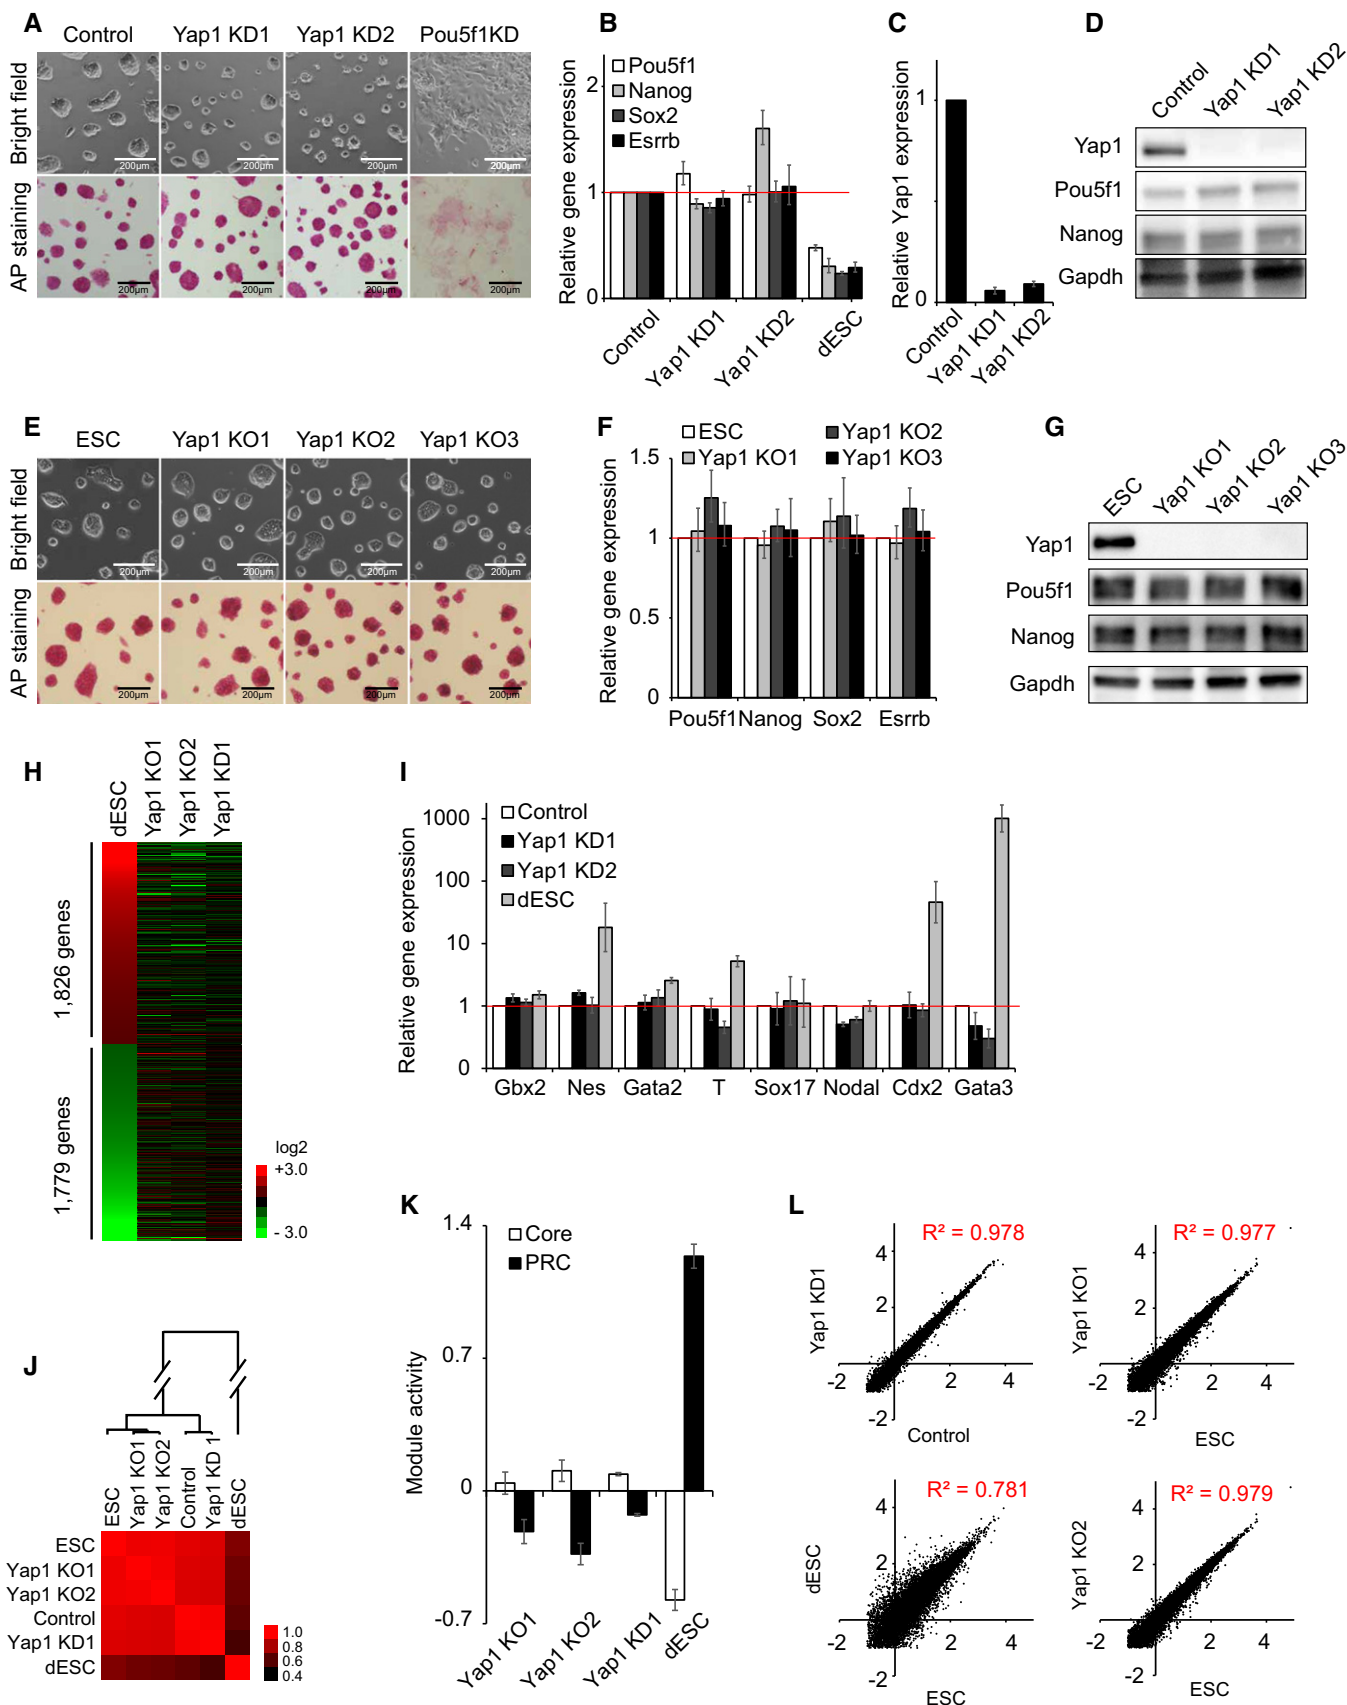 A
Control Yap1 KD1 Yap1 KD2 Pou5f1KD
Bright field
200µm 200µm 200µm 200µm
AP staining
200µm 200µm 200µm 200µm
B
Relative gene expression
2
1
0
Pou5f1
Nanog
Sox2
Esrrb
Control Yap1 KD1 Yap1 KD2 dESC
C
Relative Yap1 expression
1
0
Control Yap1 KD1 Yap1 KD2
D
Control Yap1 KD1 Yap1 KD2
Yap1
Pou5f1
Nanog
Gapdh
E
ESC Yap1 KO1 Yap1 KO2 Yap1 KO3
Bright field
200µm 200µm 200µm 200µm
AP staining
200µm 200µm 200µm 200µm
F
ESC Yap1 KO2
Yap1 KO1 Yap1 KO3
Relative gene expression
1.5
1
0.5
0
Pou5f1 Nanog Sox2 Esrrb
G
ESC Yap1 KO1 Yap1 KO2 Yap1 KO3
Yap1
Pou5f1
Nanog
Gapdh
H
dESC Yap1 KO1 Yap1 KO2 Yap1 KD1
1,826 genes
1,779 genes
log2
+3.0
- 3.0
I
Relative gene expression
1000
100
10
1
0
Control
Yap1 KD1
Yap1 KD2
dESC
Gbx2 Nes Gata2 T Sox17 Nodal Cdx2 Gata3
J
ESC Yap1 KO1 Yap1 KO2 Control Yap1 KD 1 dESC
ESC
Yap1 KO1
Yap1 KO2
Control
Yap1 KD1
dESC
1.0
0.8
0.6
0.4
K
Module activity
1.4
0.7
0
-0.7
Core
PRC
Yap1 KO1 Yap1 KO2 Yap1 KD1 dESC
L
R² = 0.978
Yap1 KD1
4
2
-2 2 4
-2
Control
R² = 0.977
Yap1 KO1
4
2
-2 2 4
-2
ESC
R² = 0.781
dESC
4
2
-2 2 4
-2
ESC
R² = 0.979
Yap1 KO2
4
2
-2 2 4
-2
ESC